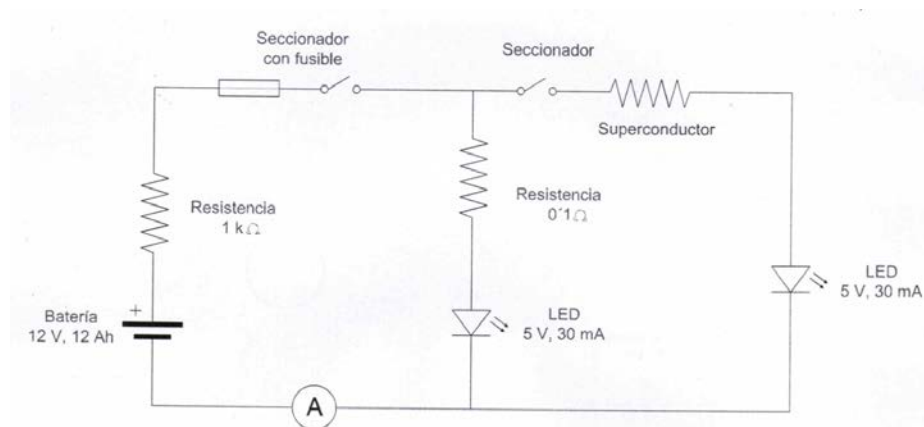 Seccionador
con fusible
Seccionador
Superconductor
Resistencia
1 kΩ
Resistencia
0´1Ω
LED
5 V, 30 mA
+
Batería
12 V, 12 Ah
LED
5 V, 30 mA
A